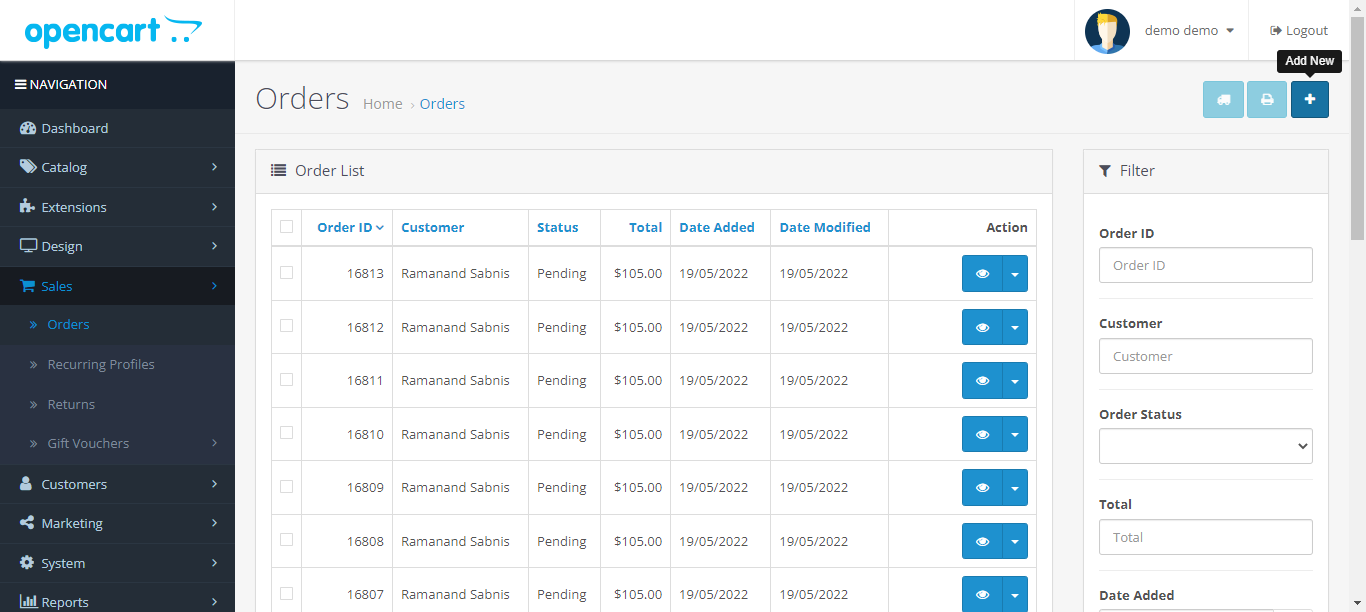 opencart
demo demo
Logout
Add New
NAVIGATION
Dashboard
Catalog
Extensions
Design
Sales
Orders
Recurring Profiles
Returns
Gift Vouchers
Customers
Marketing
System
Reports
Orders
Home › Orders
Order List
Order ID Customer Status Total Date Added Date Modified Action
16813 Ramanand Sabnis Pending $105.00 19/05/2022 19/05/2022
16812 Ramanand Sabnis Pending $105.00 19/05/2022 19/05/2022
16811 Ramanand Sabnis Pending $105.00 19/05/2022 19/05/2022
16810 Ramanand Sabnis Pending $105.00 19/05/2022 19/05/2022
16809 Ramanand Sabnis Pending $105.00 19/05/2022 19/05/2022
16808 Ramanand Sabnis Pending $105.00 19/05/2022 19/05/2022
16807 Ramanand Sabnis Pending $105.00 19/05/2022 19/05/2022
Filter
Order ID
Order ID
Customer
Customer
Order Status
Total
Total
Date Added